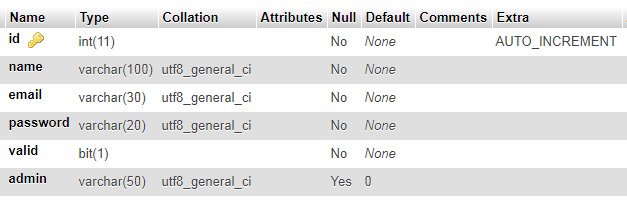 Name Type Collation Attributes Null Default Comments Extra
id int(11) No None AUTO_INCREMENT
name varchar(100) utf8_general_ci No None
email varchar(30) utf8_general_ci No None
password varchar(20) utf8_general_ci No None
valid bit(1) No None
admin varchar(50) utf8_general_ci Yes 0